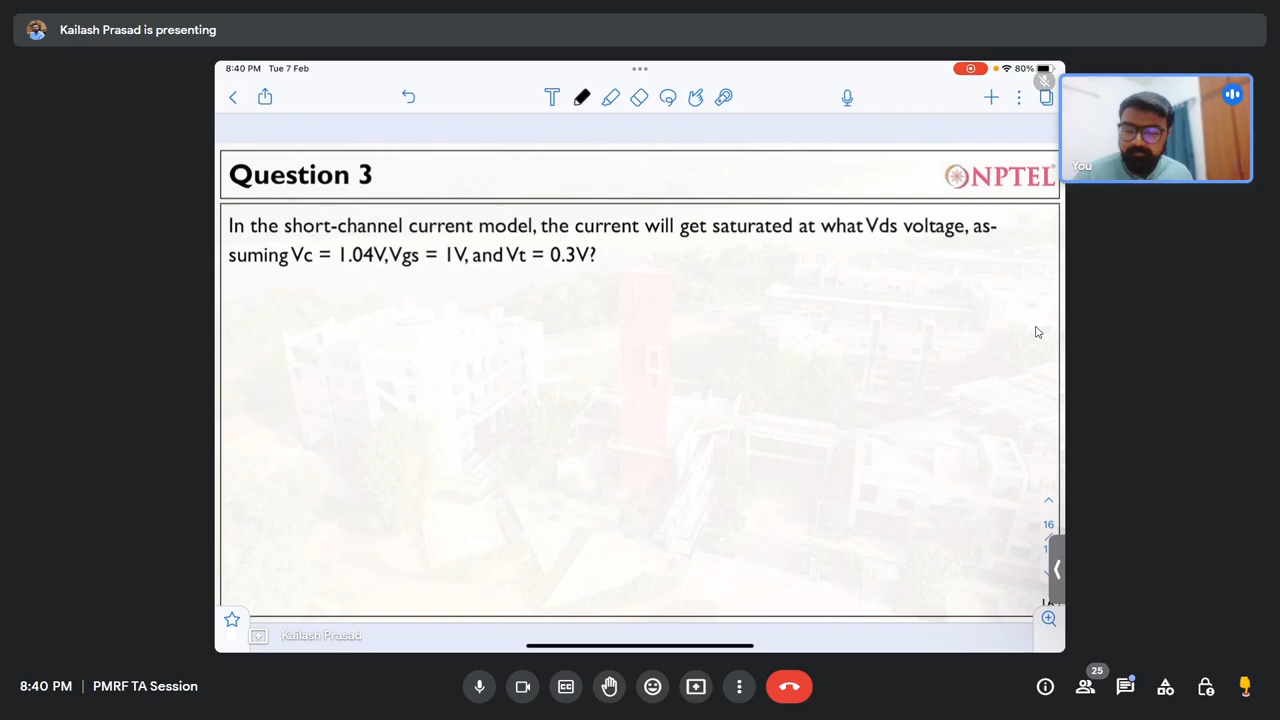 Kailash Prasad is presenting
8:40 PM Tue 7 Feb
80%
You
Question 3
NPTEL
In the short-channel current model, the current will get saturated at what Vds voltage, as-
suming Vc = 1.04V, Vgs = 1V, and Vt = 0.3V?
16
Kailash Prasad
8:40 PM | PMRF TA Session
25